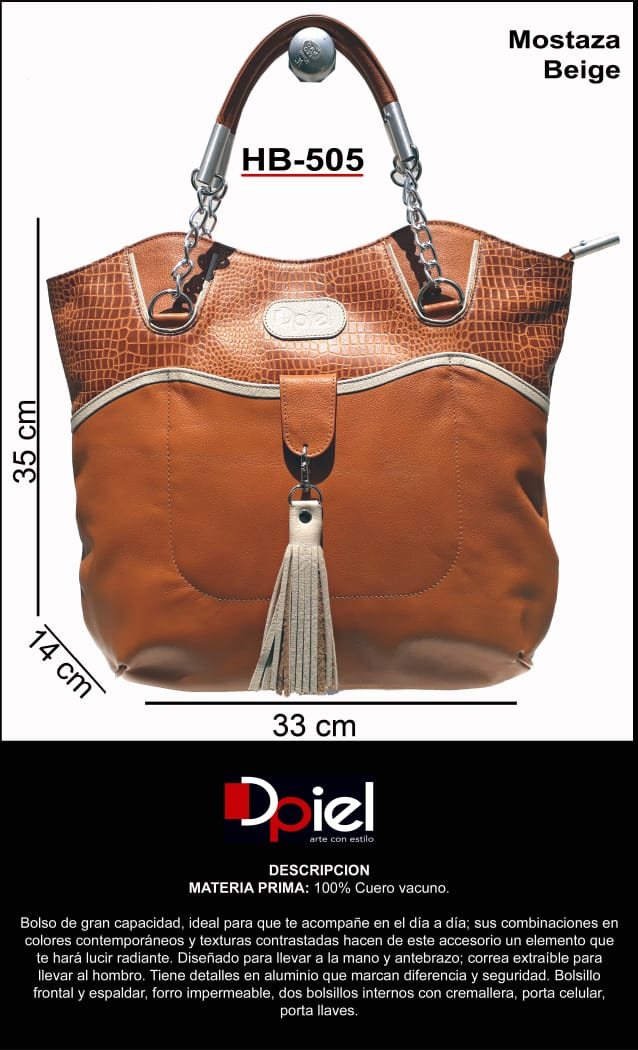 Mostaza
Beige
HB-505
Dpiel
35 cm
14 cm
33 cm
Dpiel
arte con estilo
DESCRIPCION
MATERIA PRIMA: 100% Cuero vacuno.
Bolso de gran capacidad, ideal para que te acompañe en el día a día; sus combinaciones en
colores contemporáneos y texturas contrastadas hacen de este accesorio un elemento que
te hará lucir radiante. Diseñado para llevar a la mano y antebrazo; correa extraíble para
llevar al hombro. Tiene detalles en aluminio que marcan diferencia y seguridad. Bolsillo
frontal y espaldar, forro impermeable, dos bolsillos internos con cremallera, porta celular,
porta llaves.